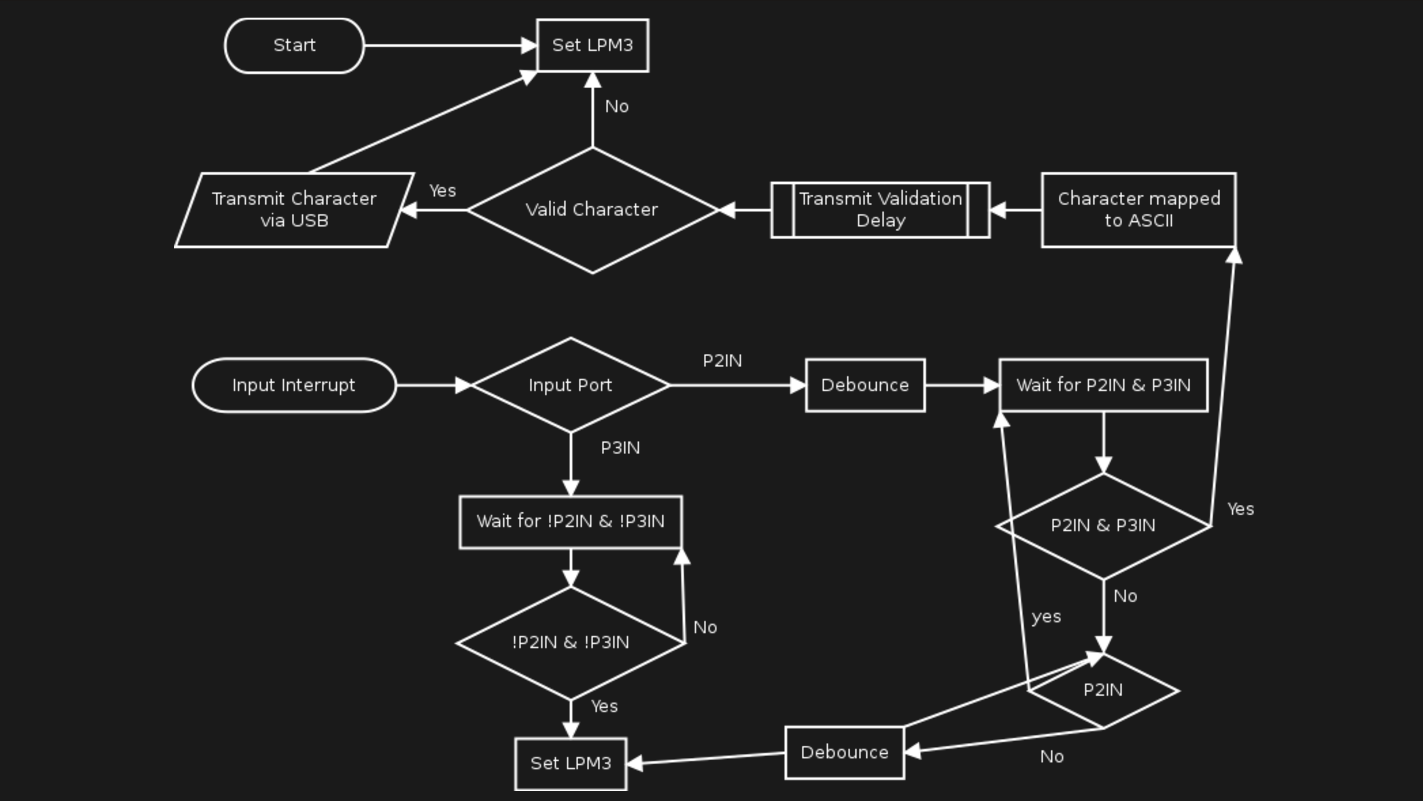 Start
Set LPM3
No
Transmit Character
via USB
Yes
Valid Character
Transmit Validation
Delay
Character mapped
to ASCII
Input Interrupt
Input Port
P2IN
Debounce
Wait for P2IN & P3IN
P3IN
Wait for !P2IN & !P3IN
P2IN & P3IN
Yes
No
!P2IN & !P3IN
No
yes
P2IN
Yes
Set LPM3
Debounce
No